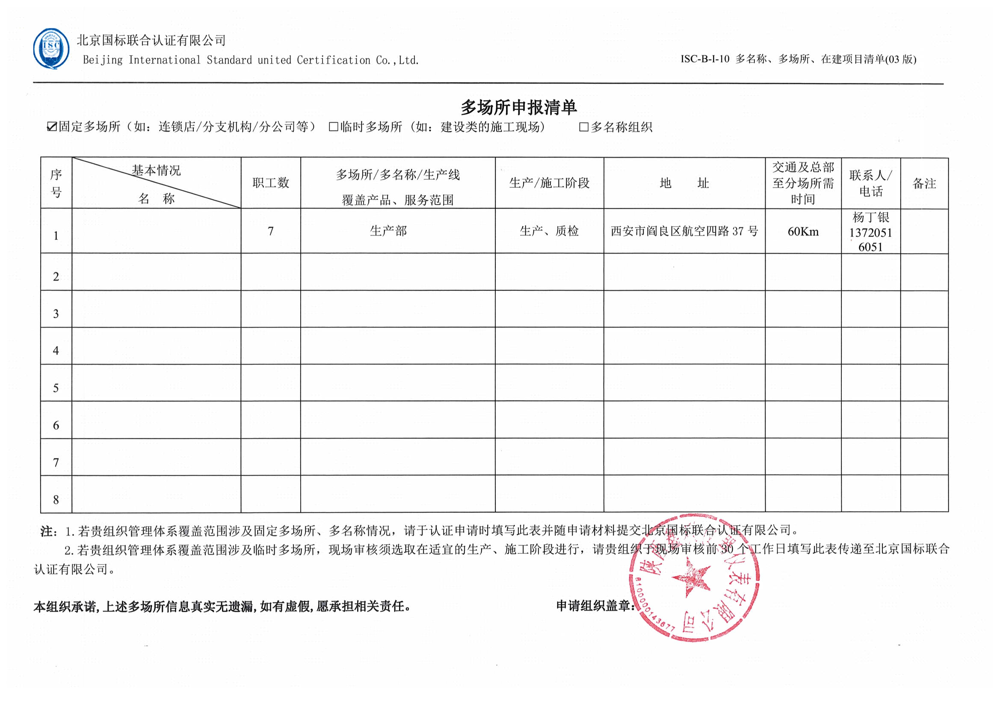 ISC
北京国标联合认证有限公司
Beijing International Standard united Certification Co.,Ltd.
ISC-B-I-10 多名称、多场所、在建项目清单(03 版)
多场所申报清单
☑固定多场所（如：连锁店/分支机构/分公司等） □临时多场所 (如：建设类的施工现场) □多名称组织
序号 基本情况 名 称 职工数 多场所/多名称/生产线 覆盖产品、服务范围 生产/施工阶段 地 址 交通及总部至分场所需时间 联系人/电话 备注
1 7 生产部 生产、质检 西安市阎良区航空四路 37 号 60Km 杨丁银 13720516051
2
3
4
5
6
7
8
注：1.若贵组织管理体系覆盖范围涉及固定多场所、多名称情况，请于认证申请时填写此表并随申请材料提交北京国标联合认证有限公司。
2.若贵组织管理体系覆盖范围涉及临时多场所，现场审核须选取在适宜的生产、施工阶段进行，请贵组织于现场审核前 30 个工作日填写此表传递至北京国标联合
认证有限公司。
本组织承诺,上述多场所信息真实无遗漏,如有虚假,愿承担相关责任。
申请组织盖章：
陕西 仪表有限公司